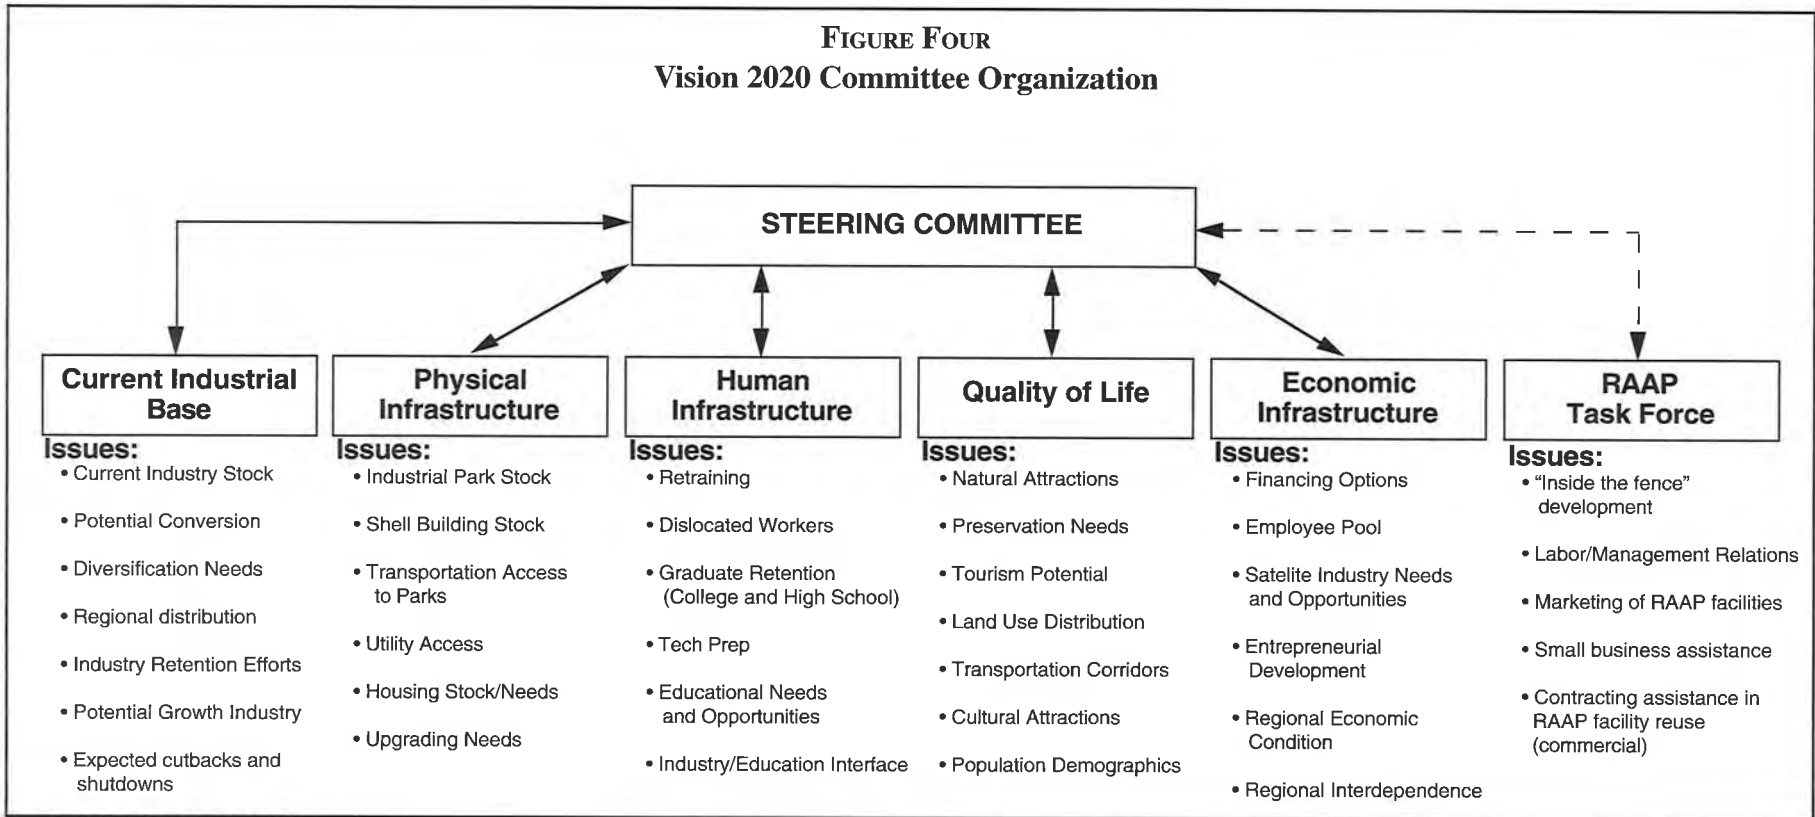 FIGURE FOUR
Vision 2020 Committee Organization
STEERING COMMITTEE
Current Industrial
Base
Issues:
• Current Industry Stock
• Potential Conversion
• Diversification Needs
• Regional distribution
• Industry Retention Efforts
• Potential Growth Industry
• Expected cutbacks and
shutdowns
Physical
Infrastructure
Issues:
• Industrial Park Stock
• Shell Building Stock
• Transportation Access
to Parks
• Utility Access
• Housing Stock/Needs
• Upgrading Needs
Human
Infrastructure
Issues:
• Retraining
• Dislocated Workers
• Graduate Retention
(College and High School)
• Tech Prep
• Educational Needs
and Opportunities
• Industry/Education Interface
Quality of Life
Issues:
• Natural Attractions
• Preservation Needs
• Tourism Potential
• Land Use Distribution
• Transportation Corridors
• Cultural Attractions
• Population Demographics
Economic
Infrastructure
Issues:
• Financing Options
• Employee Pool
• Satelite Industry Needs
and Opportunities
• Entrepreneurial
Development
• Regional Economic
Condition
• Regional Interdependence
RAAP
Task Force
Issues:
• “Inside the fence”
development
• Labor/Management Relations
• Marketing of RAAP facilities
• Small business assistance
• Contracting assistance in
RAAP facility reuse
(commercial)